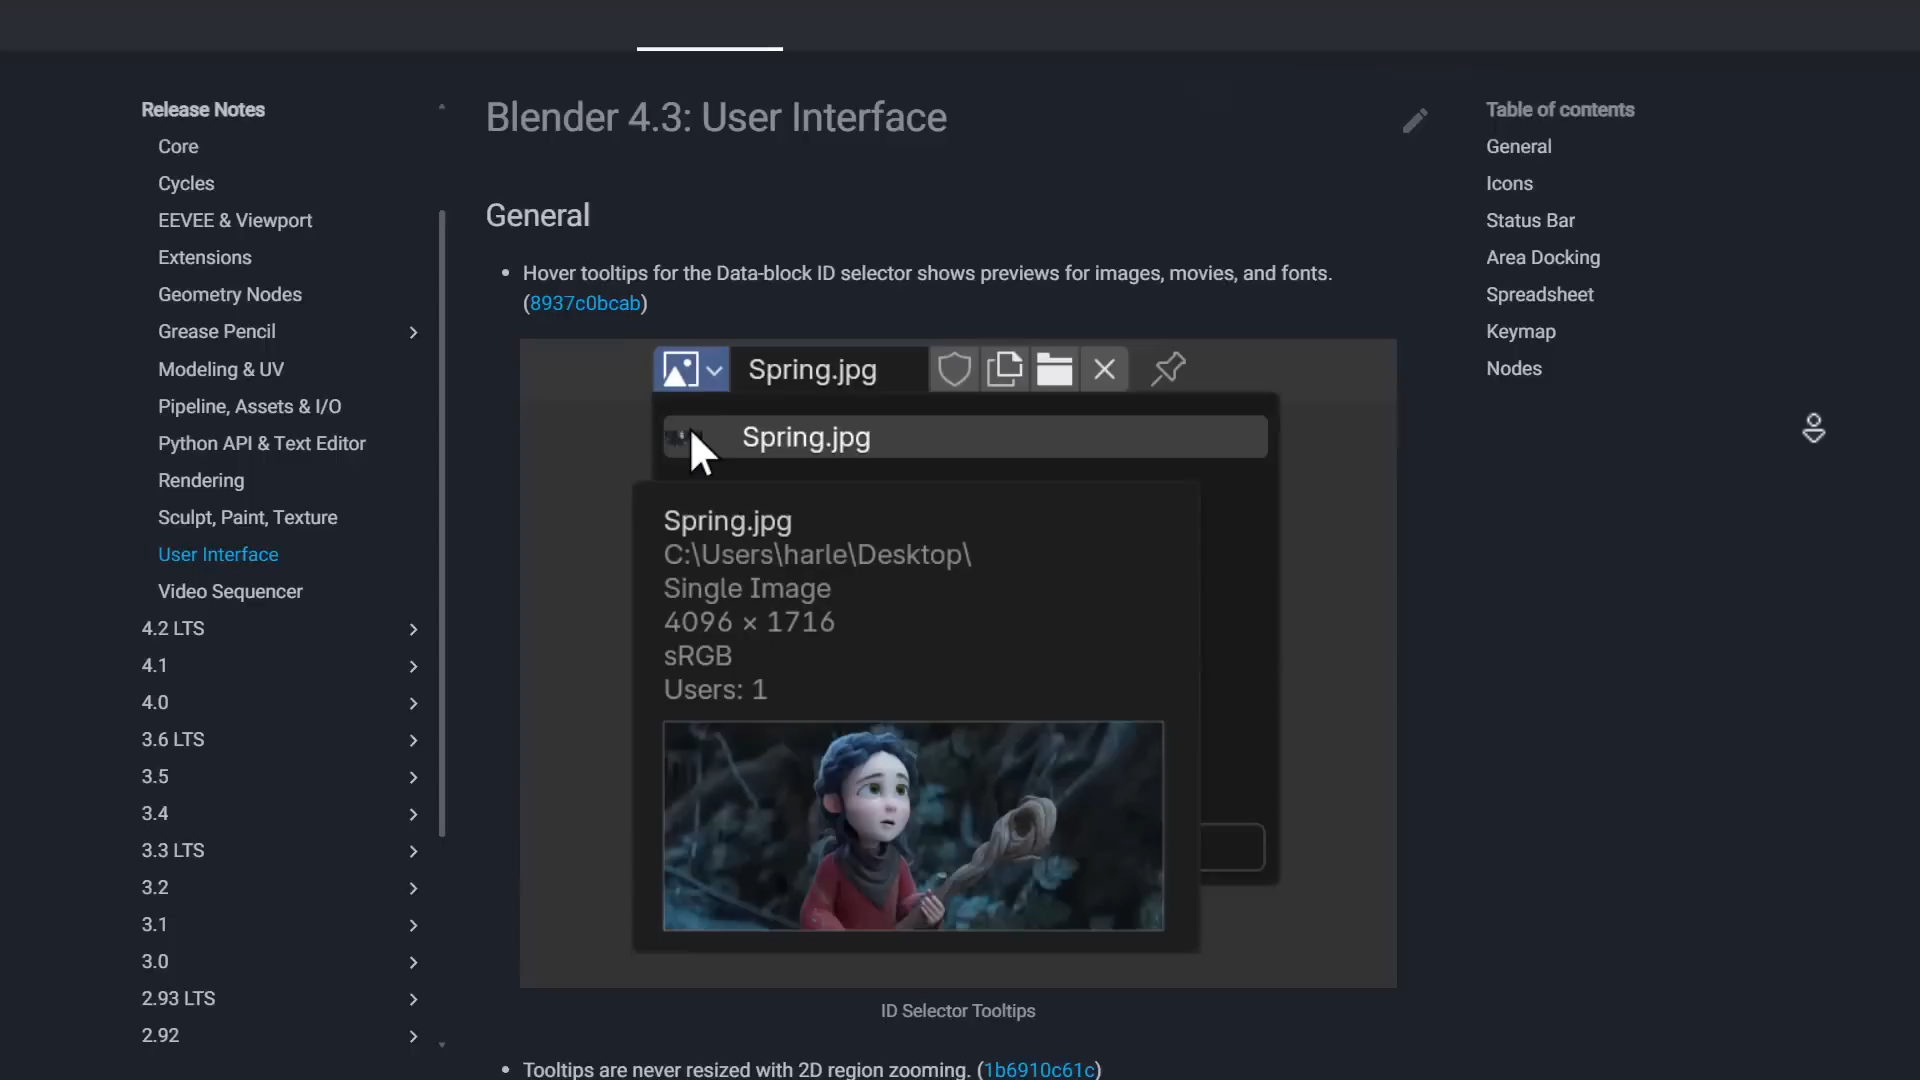 Release Notes
Core
Cycles
EEVEE & Viewport
Extensions
Geometry Nodes
Grease Pencil
Modeling & UV
Pipeline, Assets & I/O
Python API & Text Editor
Rendering
Sculpt, Paint, Texture
User Interface
Video Sequencer
4.2 LTS
4.1
4.0
3.6 LTS
3.5
3.4
3.3 LTS
3.2
3.1
3.0
2.93 LTS
2.92
Blender 4.3: User Interface
General
• Hover tooltips for the Data-block ID selector shows previews for images, movies, and fonts.
(8937c0bcab)
Spring.jpg
Spring.jpg
Spring.jpg
C:\Users\harle\Desktop\
Single Image
4096 × 1716
sRGB
Users: 1
ID Selector Tooltips
• Tooltips are never resized with 2D region zooming. (1b6910c61c)
Table of contents
General
Icons
Status Bar
Area Docking
Spreadsheet
Keymap
Nodes